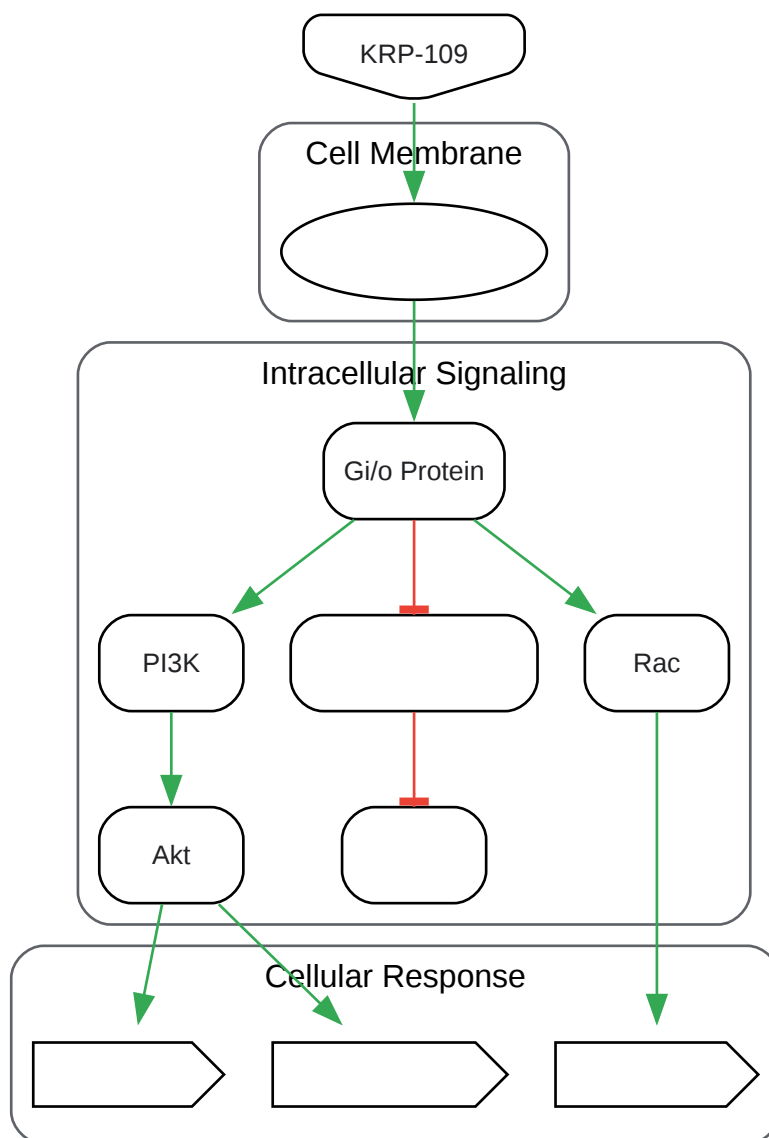 KRP-109
Cell Membrane
Intracellular Signaling
Gi/o Protein
PI3K
Rac
Akt
Cellular Response